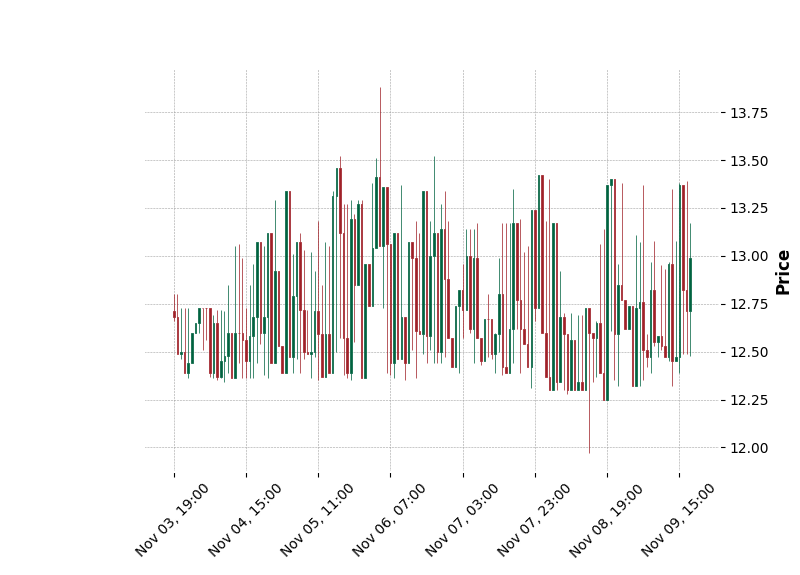 13.75
13.50
13.25
13.00
12.75
12.50
12.25
12.00
Price
Nov 03, 19:00
Nov 04, 15:00
Nov 05, 11:00
Nov 06, 07:00
Nov 07, 03:00
Nov 07, 23:00
Nov 08, 19:00
Nov 09, 15:00